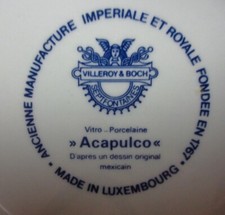 ANCIENNE MANUFACTURE IMPERIALE ET ROYALE FONDEE EN 1767
VILLEROY & BOCH
SEPTFONTAINES
Vitro - Porcelaine
» Acapulco «
D'après un dessin original
mexicain
• MADE IN LUXEMBOURG •